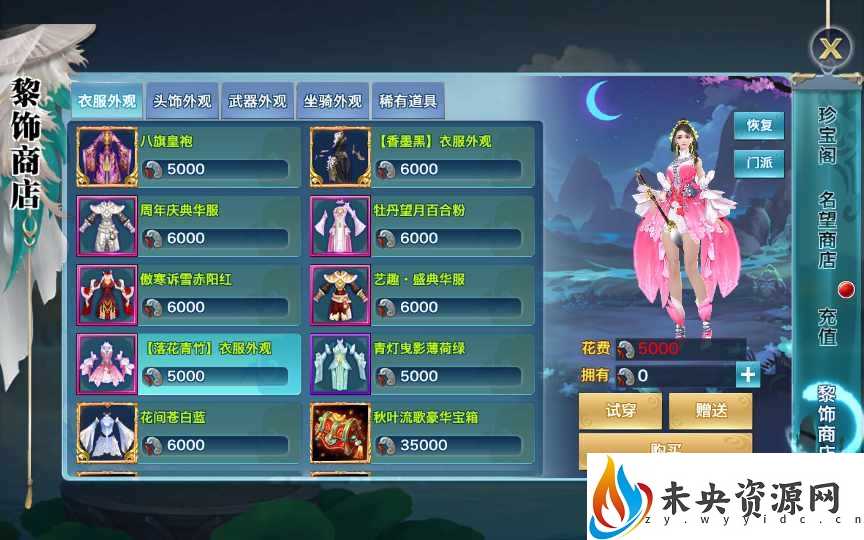 黎饰商店
衣服外观
头饰外观
武器外观
坐骑外观
稀有道具
八旗皇袍
5000
【香墨黑】衣服外观
6000
周年庆典华服
6000
牡丹望月百合粉
6000
傲寒诉雪赤阳红
6000
艺趣·盛典华服
6000
【落花青竹】衣服外观
5000
青灯曳影薄荷绿
5000
花间苍白蓝
6000
秋叶流歌豪华宝箱
35000
恢复
门派
花费 5000
拥有 0
试穿
赠送
购买
X
珍宝阁
名望商店
充值
黎饰商店
未央资源网
zy.wyyidc.cn